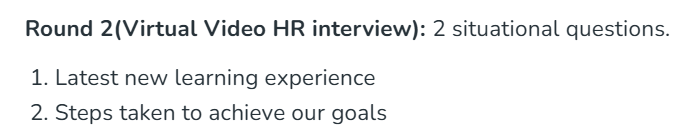 Round 2(Virtual Video HR interview): 2 situational questions.
1. Latest new learning experience
2. Steps taken to achieve our goals